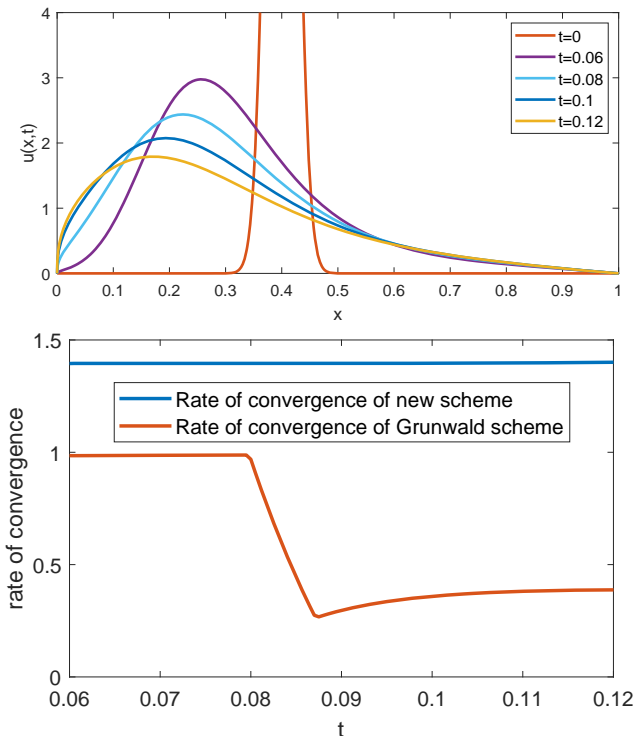 4
3
2
1
0
u(x,t)
t=0
t=0.06
t=0.08
t=0.1
t=0.12
0 0.1 0.2 0.3 0.4 0.5 0.6 0.7 0.8 0.9 1
x
1.5
1
0.5
0
rate of convergence
Rate of convergence of new scheme
Rate of convergence of Grunwald scheme
0.06 0.07 0.08 0.09 0.1 0.11 0.12
t